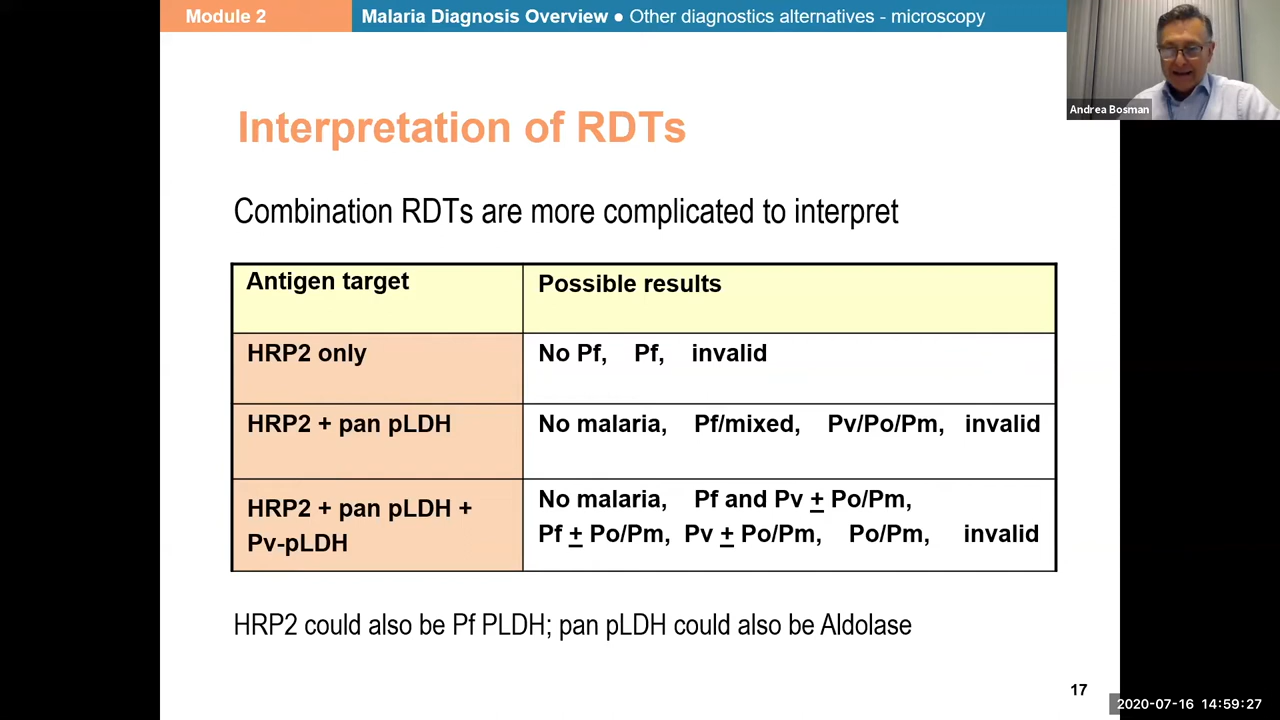 Module 2
Malaria Diagnosis Overview ● Other diagnostics alternatives - microscopy
Andrea Bosman
Interpretation of RDTs
Combination RDTs are more complicated to interpret
Antigen target
Possible results
HRP2 only
No Pf, Pf, invalid
HRP2 + pan pLDH
No malaria, Pf/mixed, Pv/Po/Pm, invalid
HRP2 + pan pLDH +
Pv-pLDH
No malaria, Pf and Pv ± Po/Pm,
Pf ± Po/Pm, Pv ± Po/Pm, Po/Pm, invalid
HRP2 could also be Pf PLDH; pan pLDH could also be Aldolase
17
2020-07-16 14:59:27